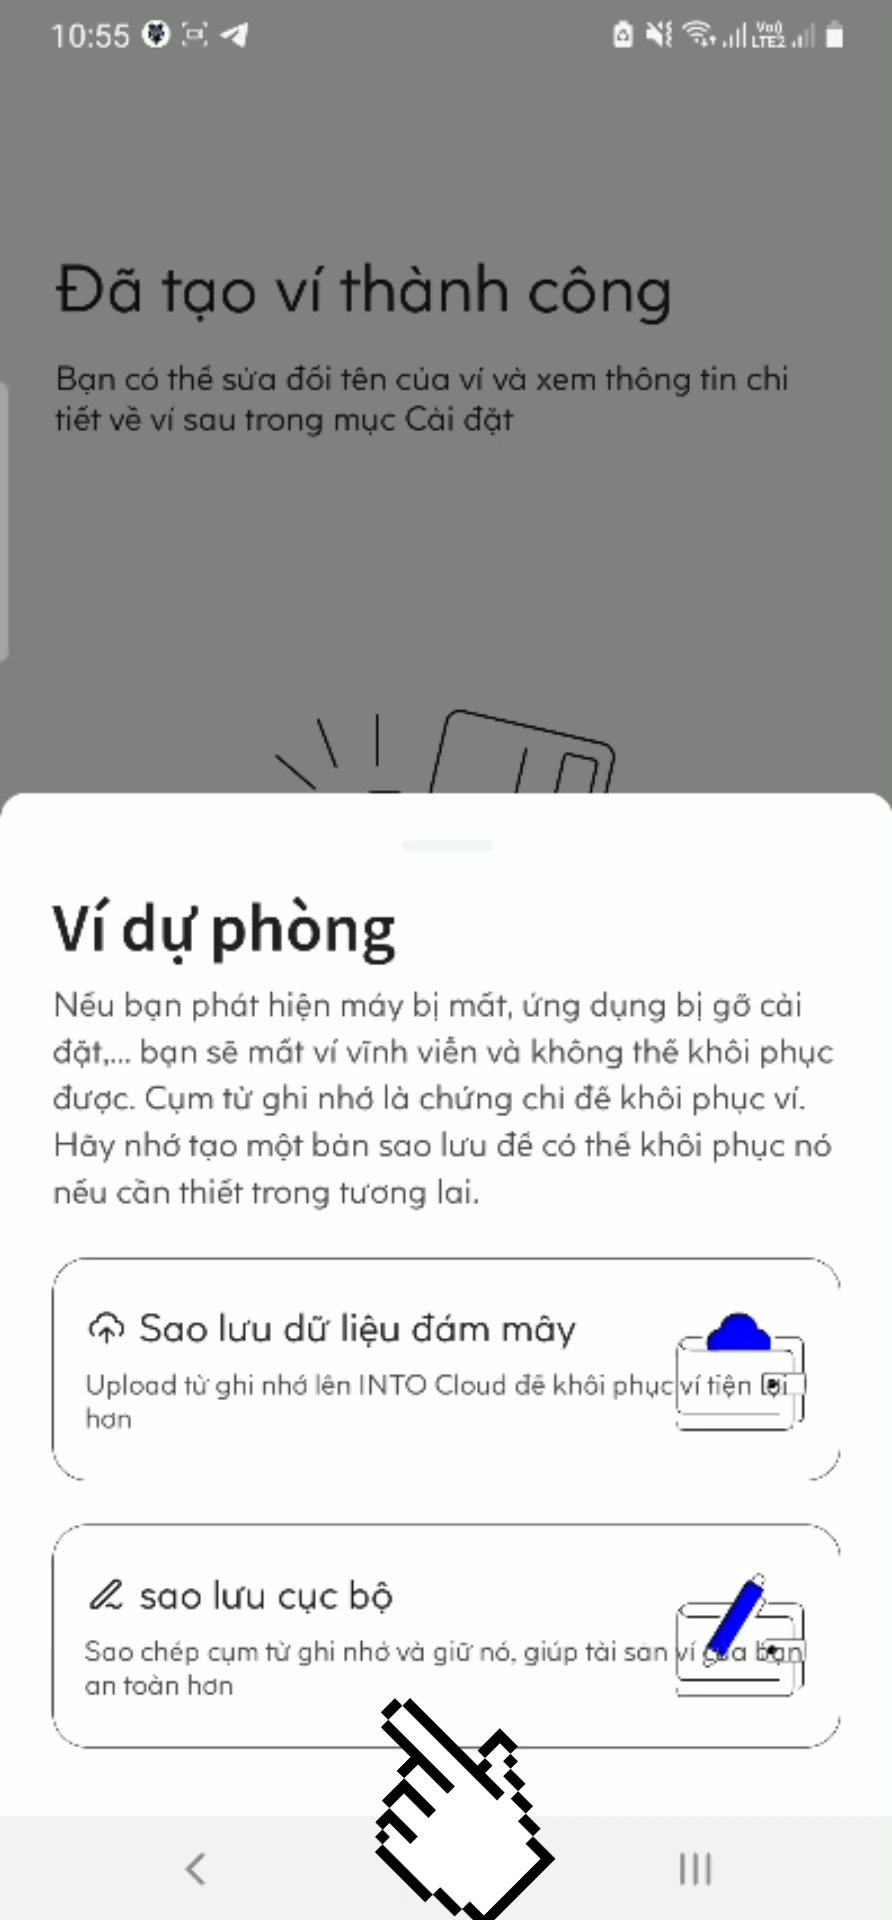 10:55
Vo))
LTE2
Đã tạo ví thành công
Bạn có thể sửa đổi tên của ví và xem thông tin chi
tiết về ví sau trong mục Cài đặt
Ví dự phòng
Nếu bạn phát hiện máy bị mất, ứng dụng bị gỡ cài
đặt,... bạn sẽ mất ví vĩnh viễn và không thể khôi phục
được. Cụm từ ghi nhớ là chứng chỉ để khôi phục ví.
Hãy nhớ tạo một bản sao lưu để có thể khôi phục nó
nếu cần thiết trong tương lai.
Sao lưu dữ liệu đám mây
Upload từ ghi nhớ lên INTO Cloud để khôi phục ví tiện lợi
hơn
sao lưu cục bộ
Sao chép cụm từ ghi nhớ và giữ nó, giúp tài sản ví của bạn
an toàn hơn